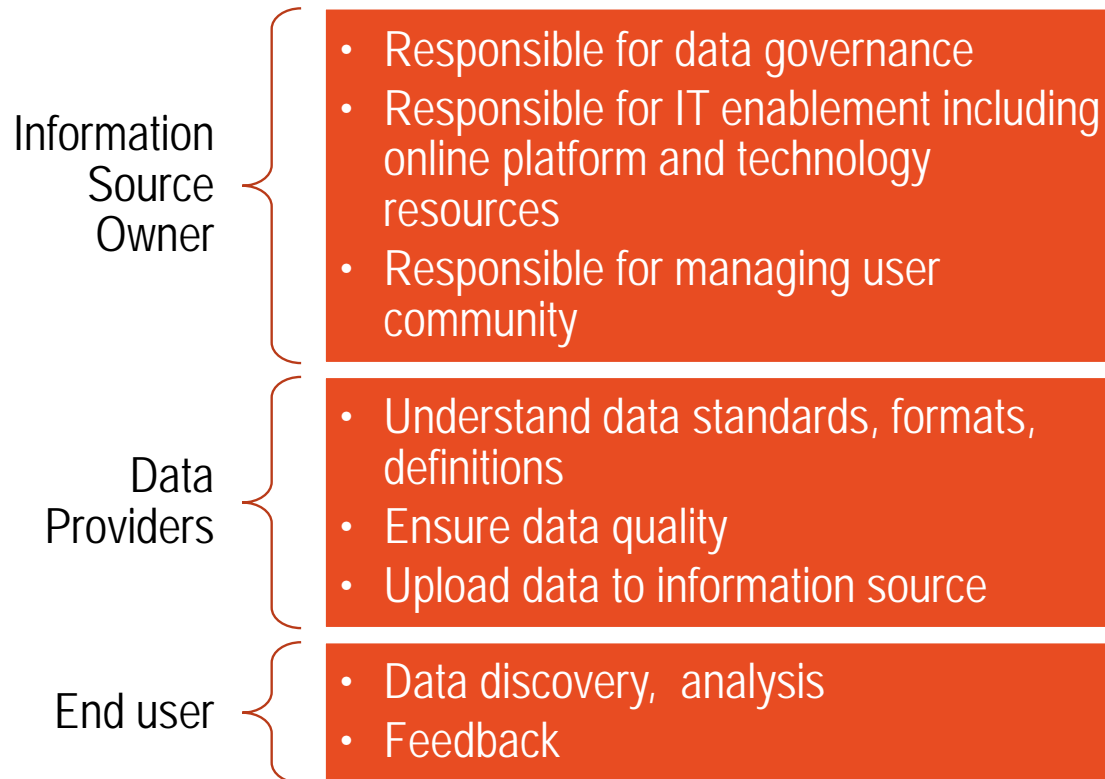 Information
Source
Owner
• Responsible for data governance
• Responsible for IT enablement including
online platform and technology
resources
• Responsible for managing user
community
Data
Providers
• Understand data standards, formats,
definitions
• Ensure data quality
• Upload data to information source
End user
• Data discovery, analysis
• Feedback